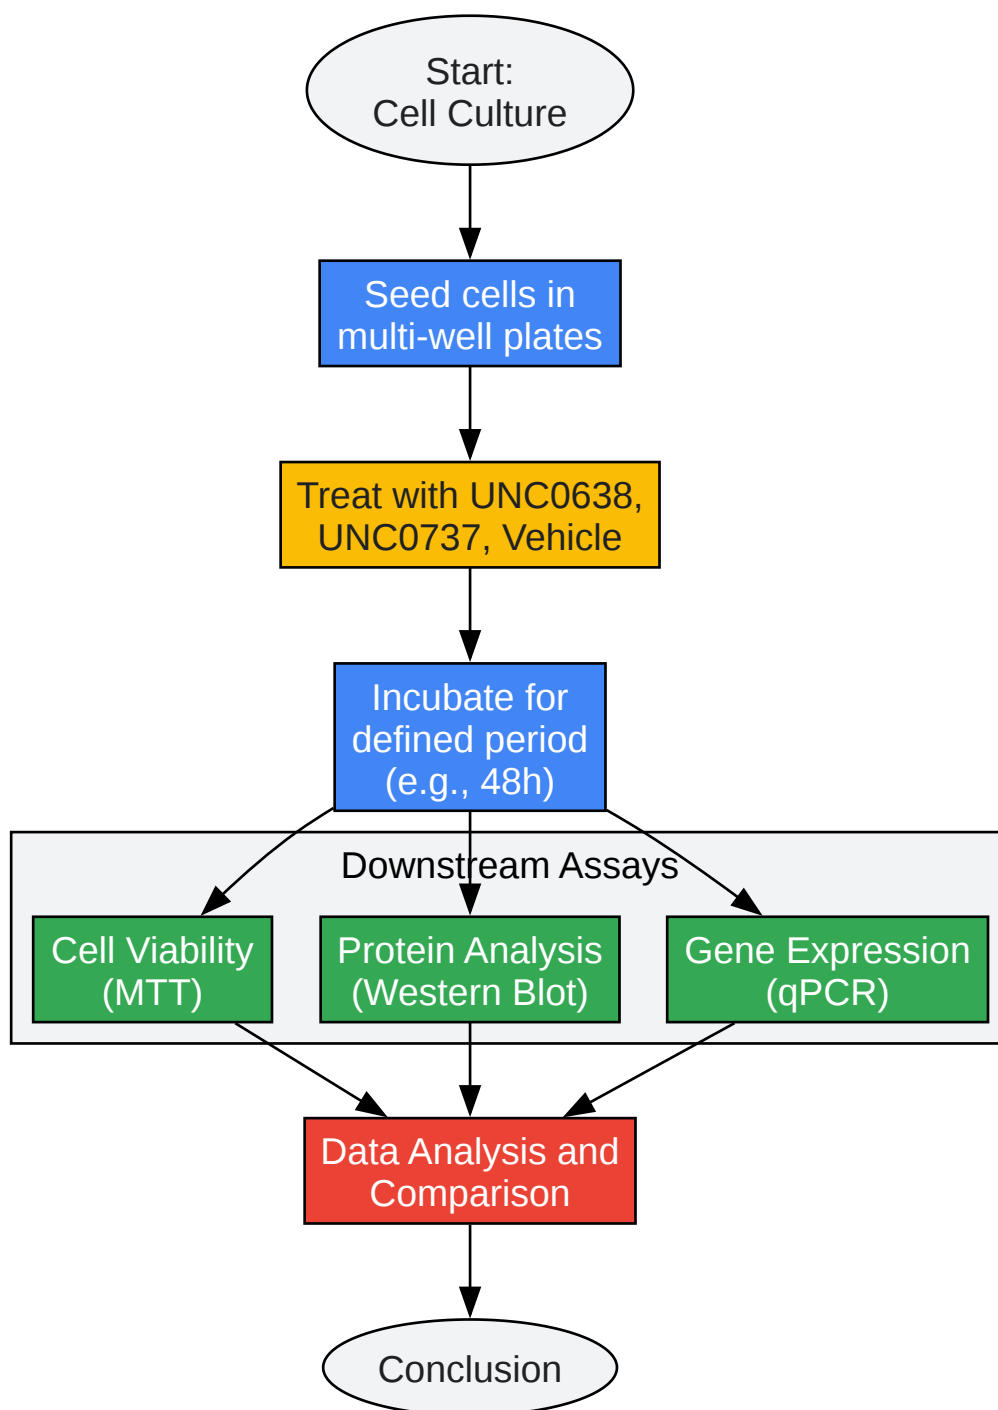 Start:
Cell Culture
Seed cells in
multi-well plates
Treat with UNC0638,
UNC0737, Vehicle
Incubate for
defined period
(e.g., 48h)
Downstream Assays
Cell Viability
(MTT)
Protein Analysis
(Western Blot)
Gene Expression
(qPCR)
Data Analysis and
Comparison
Conclusion